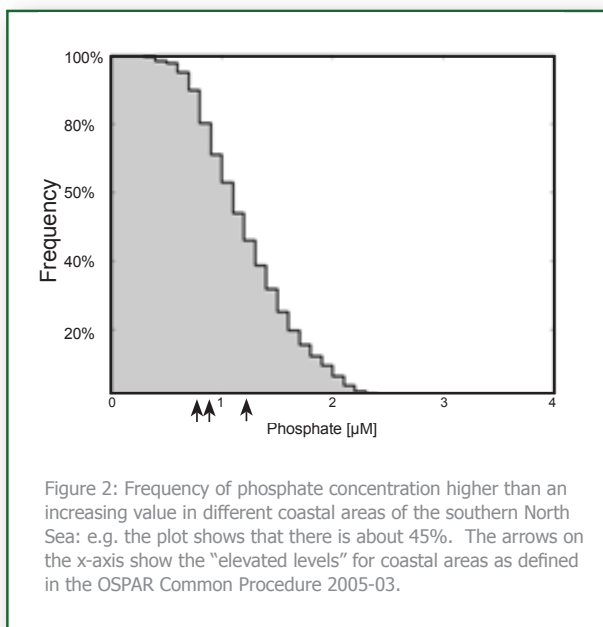 100%
80%
50%
40%
20%
Frequency
0 1 2 3 4
Phosphate [µM]
Figure 2: Frequency of phosphate concentration higher than an
increasing value in different coastal areas of the southern North
Sea: e.g. the plot shows that there is about 45%. The arrows on
the x-axis show the “elevated levels” for coastal areas as defined
in the OSPAR Common Procedure 2005-03.